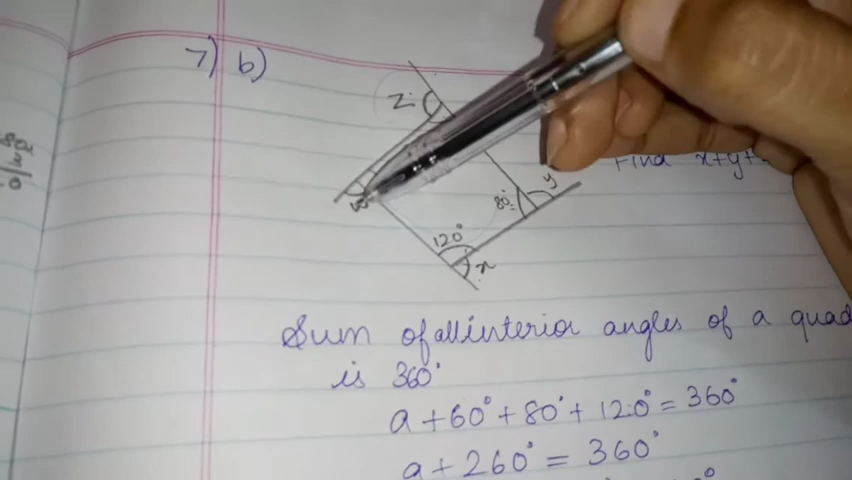 7) b)
z
Find x+y+
y
80°
w
120°
x
Sum of all interior angles of a quad
is 360°
a + 60° + 80° + 120° = 360°
a + 260° = 360°